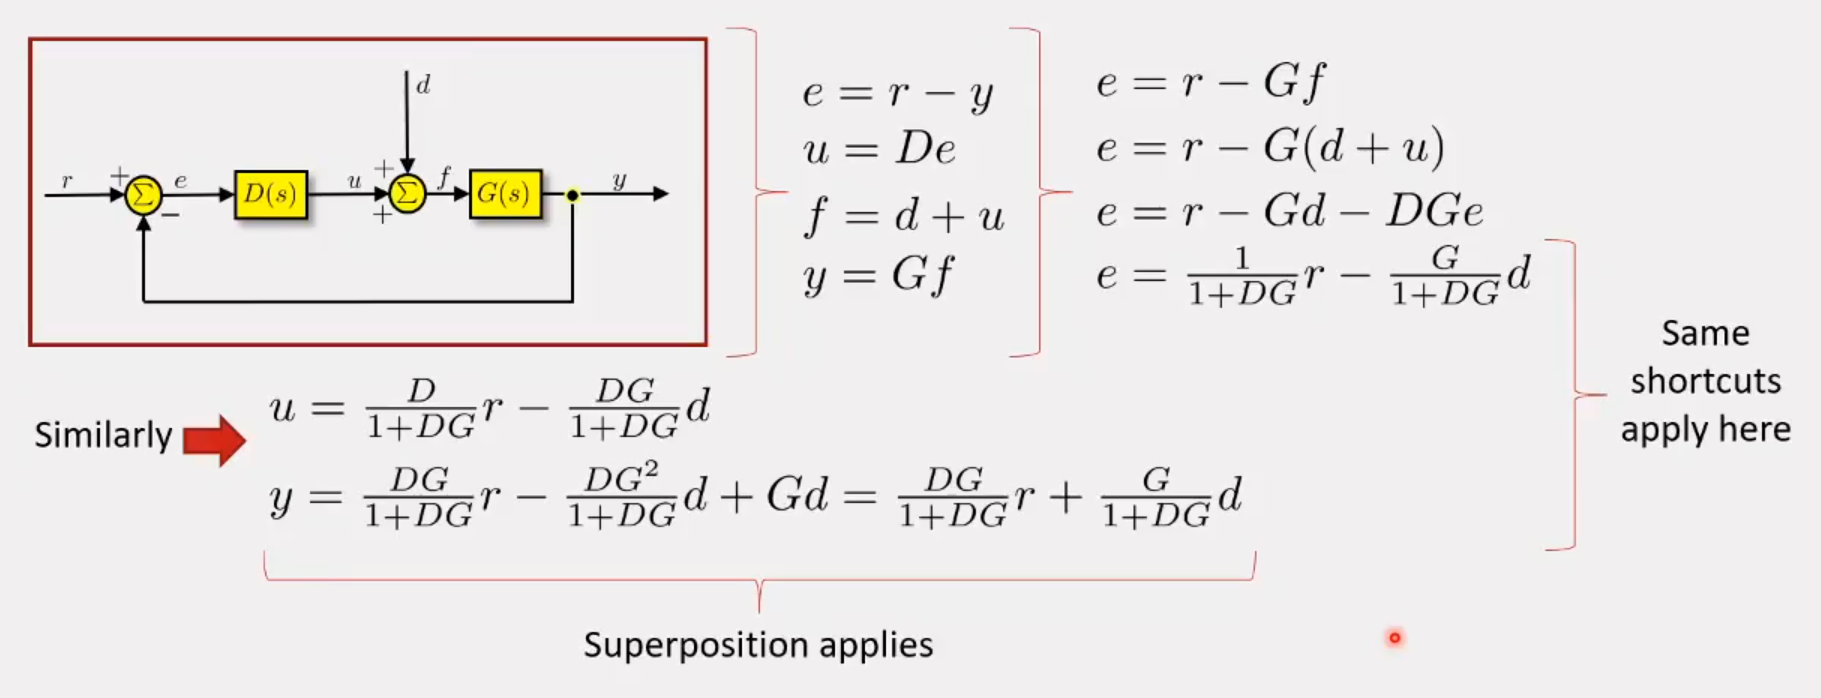 d
r + e D(s) u + f G(s) y
− +
e = r − y
u = De
f = d + u
y = Gf
e = r − Gf
e = r − G(d + u)
e = r − Gd − DGe
e = \frac{1}{1+DG}r − \frac{G}{1+DG}d
Same
shortcuts
apply here
Similarly
u = \frac{D}{1+DG}r − \frac{DG}{1+DG}d
y = \frac{DG}{1+DG}r − \frac{DG^2}{1+DG}d + Gd = \frac{DG}{1+DG}r + \frac{G}{1+DG}d
Superposition applies